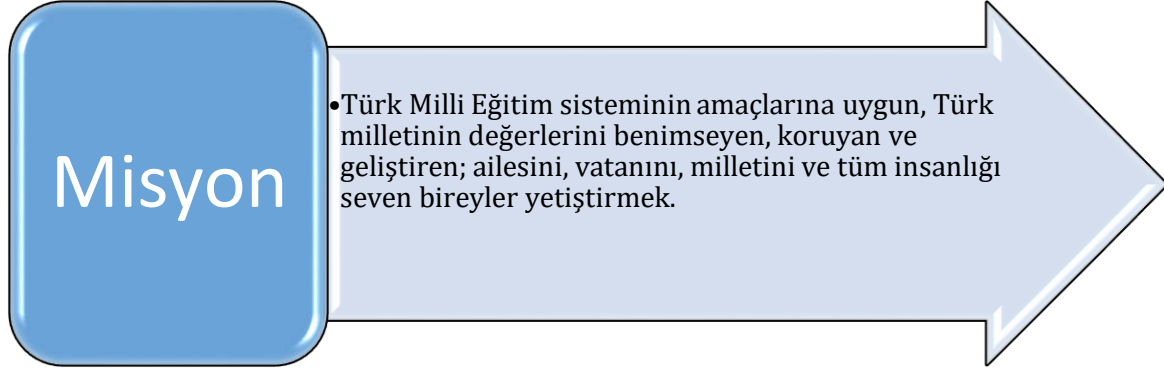 Misyon
•Türk Milli Eğitim sisteminin amaçlarına uygun, Türk
milletinin değerlerini benimseyen, koruyan ve
geliştiren; ailesini, vatanını, milletini ve tüm insanlığı
seven bireyler yetiştirmek.